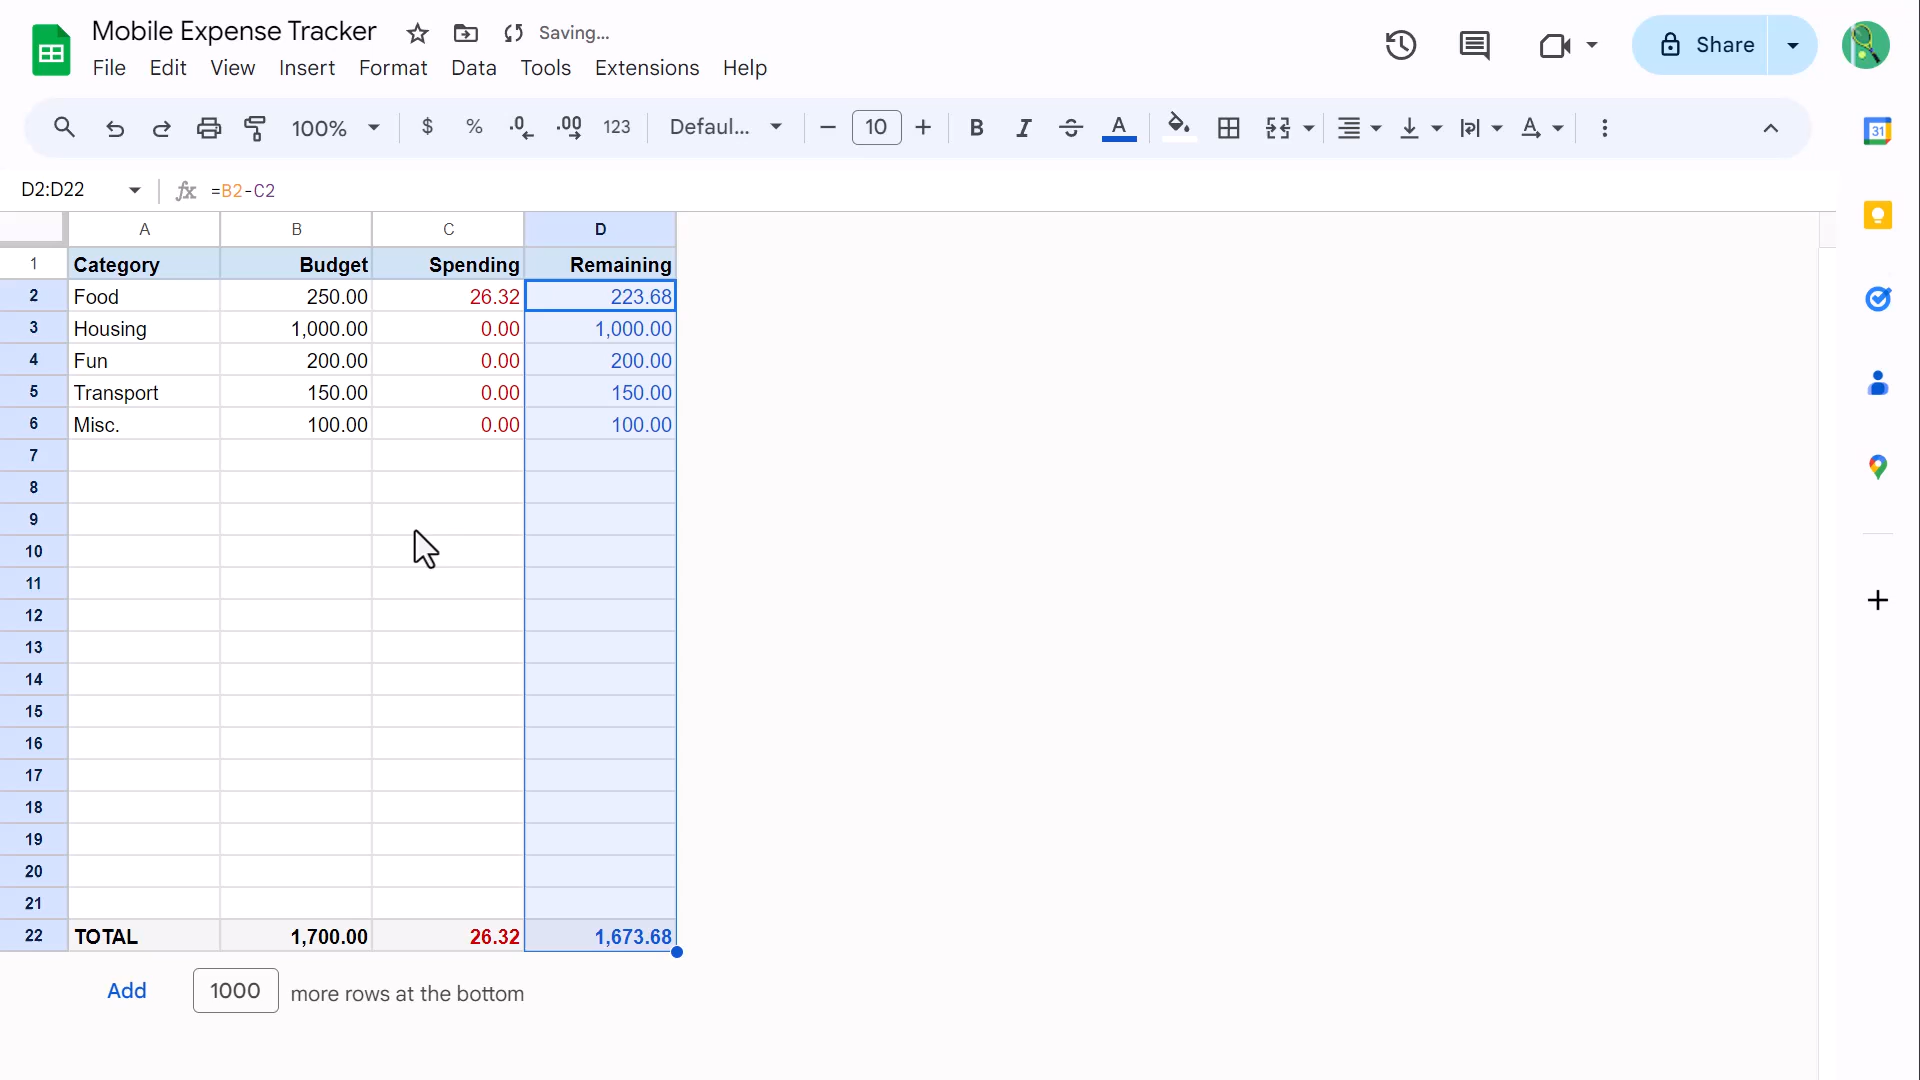 Mobile Expense Tracker Saving...
File Edit View Insert Format Data Tools Extensions Help
Share
100% $ % .0 .00 123 Defaul... 10 B I S A
31
D2:D22 fx =B2-C2
A B C D
1 Category Budget Spending Remaining
2 Food 250.00 26.32 223.68
3 Housing 1,000.00 0.00 1,000.00
4 Fun 200.00 0.00 200.00
5 Transport 150.00 0.00 150.00
6 Misc. 100.00 0.00 100.00
7
8
9
10
11
12
13
14
15
16
17
18
19
20
21
22 TOTAL 1,700.00 26.32 1,673.68
Add 1000 more rows at the bottom